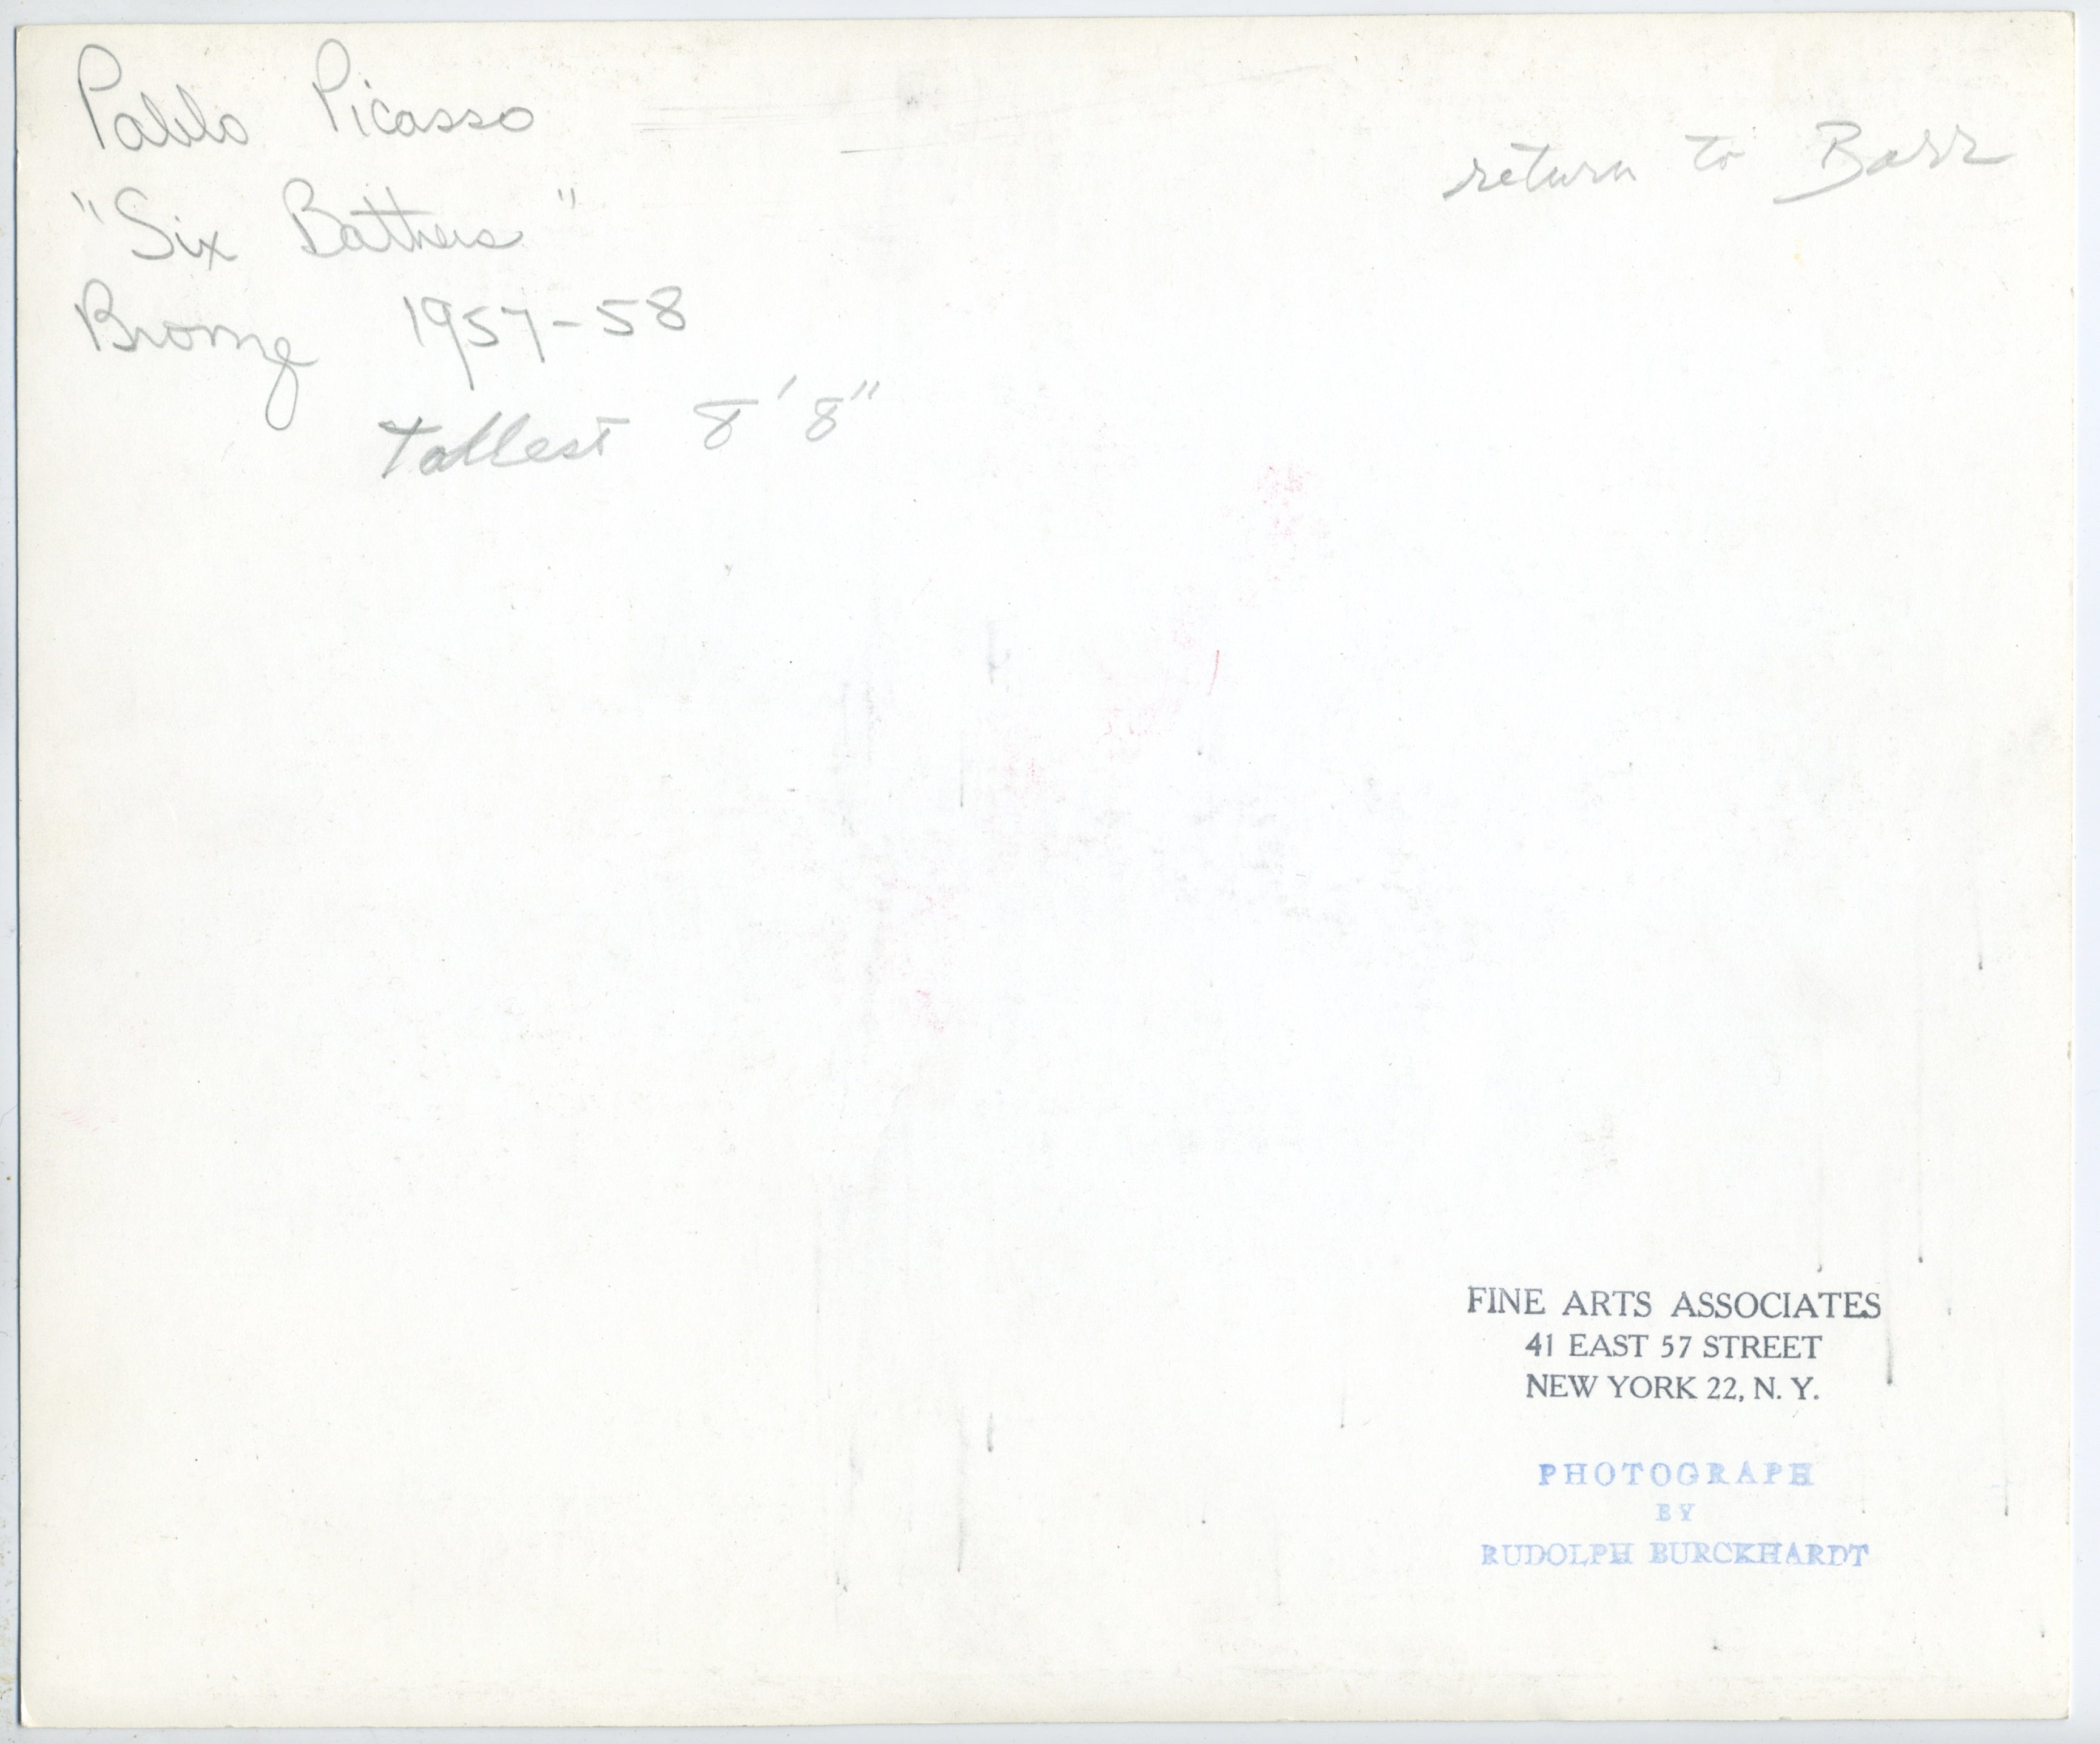 Pablo Picasso
"Six Bathers"
Bronze 1957-58
Tallest 8' 8"
return to Barr
FINE ARTS ASSOCIATES
41 EAST 57 STREET
NEW YORK 22, N. Y.
PHOTOGRAPH
BY
RUDOLPH BURCKHARDT